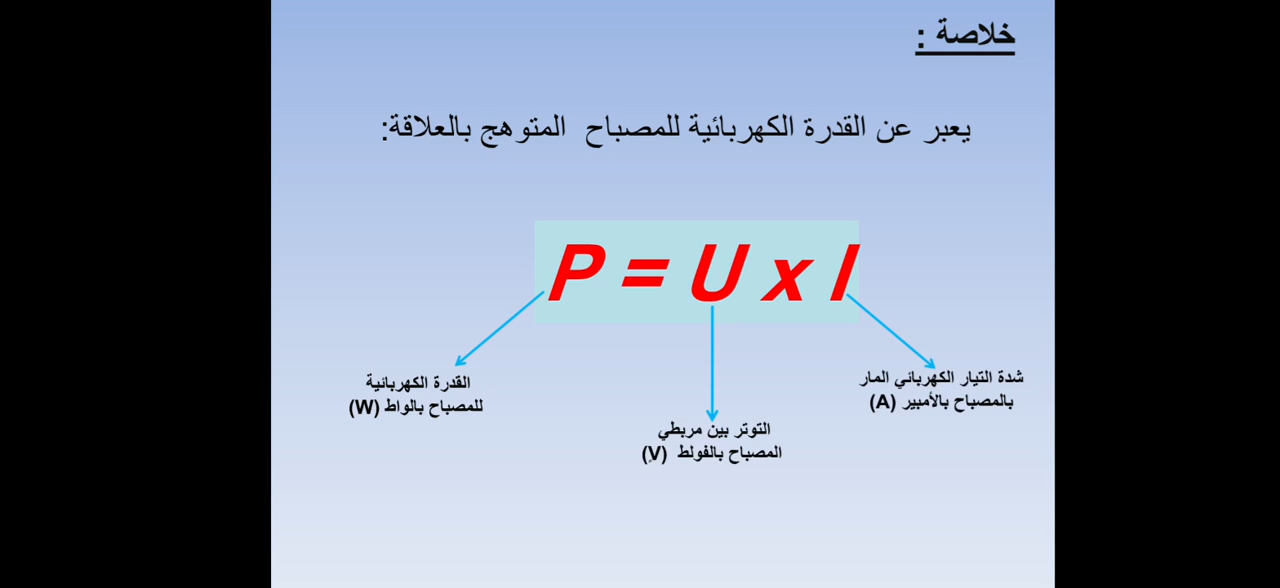 خلاصة :
يعبر عن القدرة الكهربائية للمصباح المتوهج بالعلاقة:
P = U x I
شدة التيار الكهربائي المار
بالمصباح بالأمبير (A)
التوتر بين مربطي
المصباح بالفولط (V)
القدرة الكهربائية
للمصباح بالواط (W)